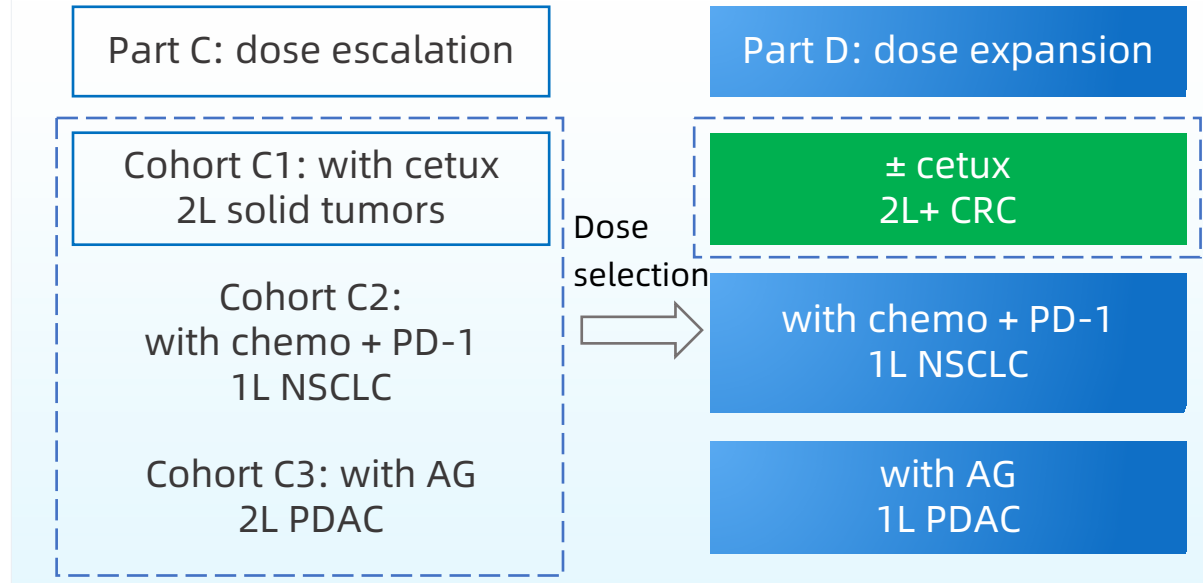 Part C: dose escalation
Part D: dose expansion
Cohort C1: with cetux
2L solid tumors
Cohort C2:
with chemo + PD-1
1L NSCLC
Cohort C3: with AG
2L PDAC
Dose
selection
± cetux
2L+ CRC
with chemo + PD-1
1L NSCLC
with AG
1L PDAC